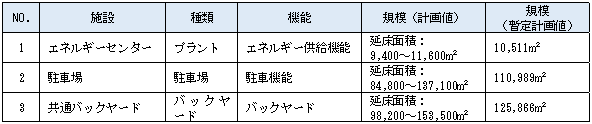 NO. 施設 種類 機能 規模（計画値） 規模
（暫定計画値）
1 エネルギーセンター プラント エネルギー供給機能 延床面積：
9,400～11,600㎡ 10,511㎡
2 駐車場 駐車場 駐車機能 延床面積：
84,800～137,100㎡ 110,989㎡
3 共通バックヤード バックヤ
ード バックヤード 延床面積：
98,200～153,500㎡ 125,866㎡